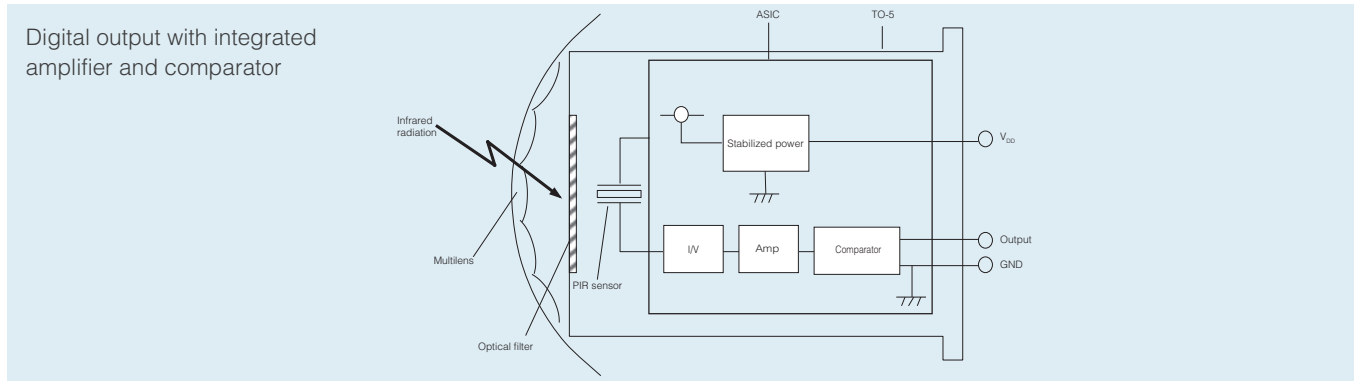 Digital output with integrated
amplifier and comparator
ASIC
TO-5
Infrared
radiation
Stabilized power
V_DD
I/V
Amp
Comparator
Output
GND
Multilens
PIR sensor
Optical filter